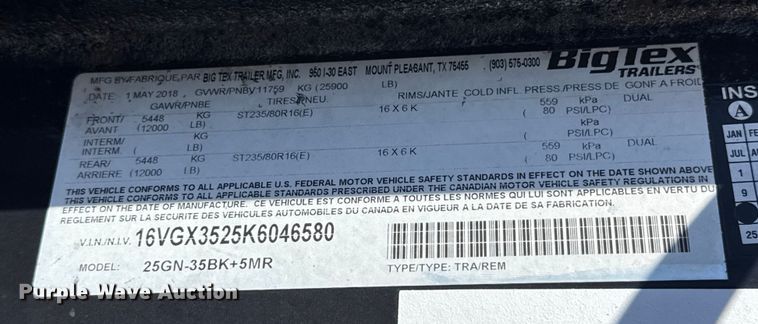 MFG BY/FABRIQUE PAR BIG TEX TRAILER MFG, INC. 950 I-30 EAST MOUNT PLEASANT, TX 75455 (903) 575-0300
BigTex
TRAILERS
DATE: 1 MAY 2018 GVWR/PNBV 11759 KG (25900 LB)
GAWR/PNBE TIRES/PNEU RIMS/JANTE COLD INFL. PRESS/PRESS DE GONF A FROID
FRONT/ 5448 KG ST235/80R16(E) 16 X 6 K 559 kPa DUAL
AVANT (12000 LB) ( 80 PSI/LPC)
INTERM/ KG kPa
INTERM. ( LB) ( PSI/LPC)
REAR/ 5448 KG ST235/80R16(E) 16 X 6 K 559 kPa DUAL
ARRIERE (12000 LB) ( 80 PSI/LPC)
THIS VEHICLE CONFORMS TO ALL APPLICABLE U.S. FEDERAL MOTOR VEHICLE SAFETY STANDARDS IN EFFECT ON THE DATE SHOWN ABOVE
THIS VEHICLE CONFORMS TO ALL APPLICABLE STANDARDS PRESCRIBED UNDER THE CANADIAN MOTOR VEHICLE SAFETY REGULATIONS IN
EFFECT ON THE DATE OF MANUFACTURE. CE VEHICULE EST CONFORME A TOUTES LES NORMES QUI LUI SONT APPLICABLES EN VERTU DU
REGLEMENT SUR LA SECURITE DES VEHICULES AUTOMOBILES DU CANADA EN VIGUEUR A LA DATE DE SA FABRICATION.
V.I.N./N.I.V. 16VGX3525K6046580
MODEL: 25GN-35BK+5MR TYPE/TYPE: TRA/REM
INS
A
JAN FE
JUL A
1
9
25
Purple Wave Auction